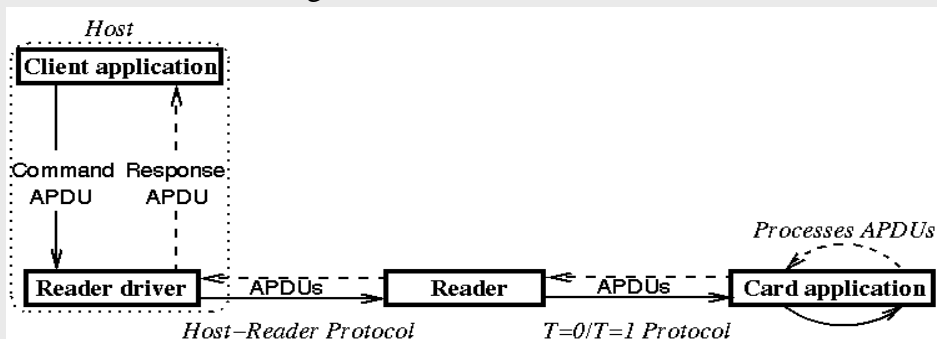 Host
Client application
Command Response
APDU APDU
Processes APDUs
Reader driver
APDUs
Reader
APDUs
Card application
Host-Reader Protocol
T=0/T=1 Protocol